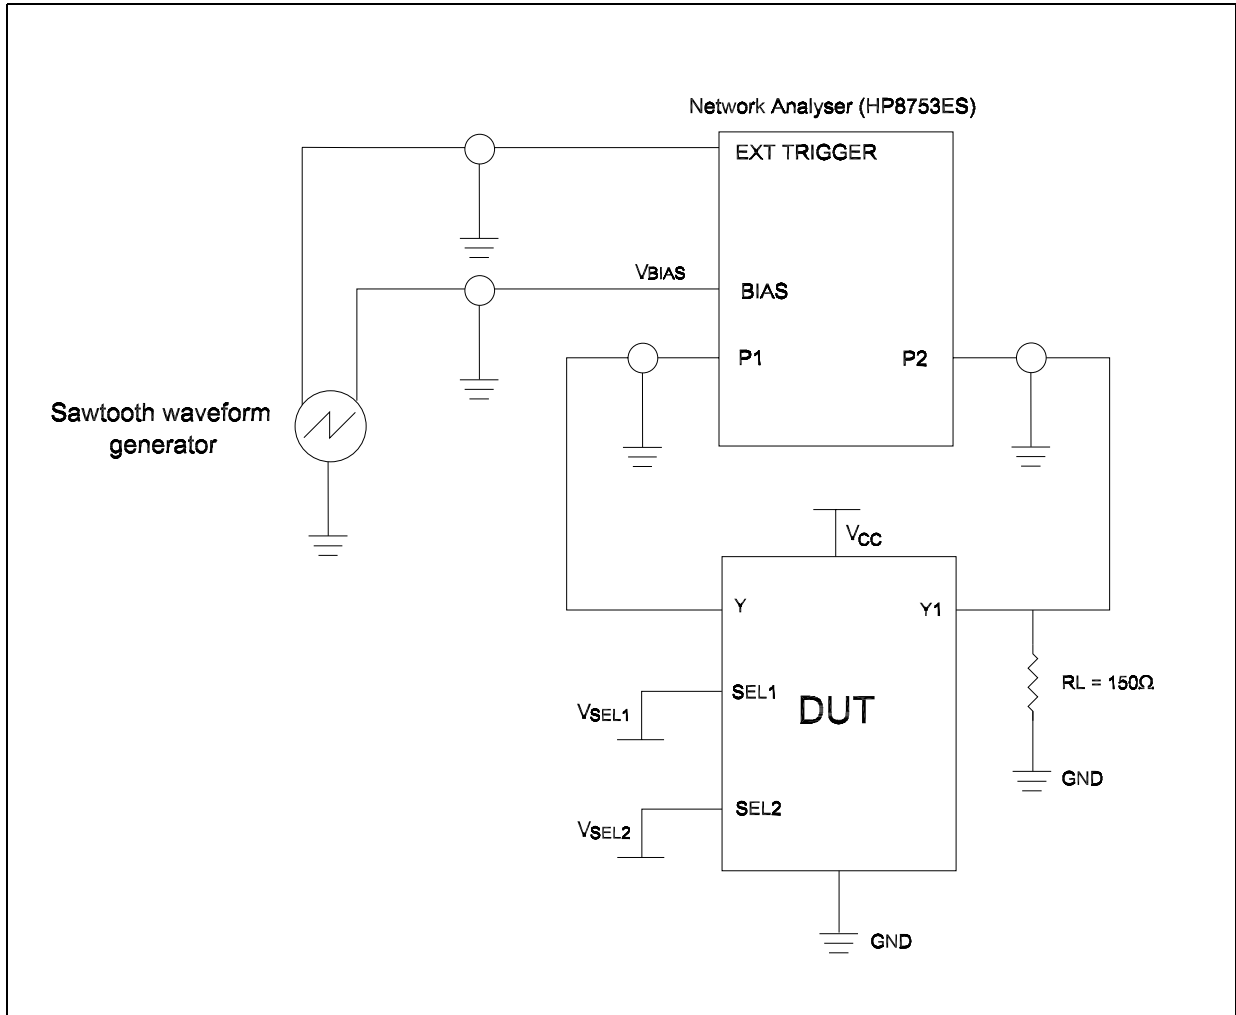 Network Analyser (HP8753ES)
EXT TRIGGER
VBIAS
BIAS
P1
P2
Sawtooth waveform
generator
VCC
Y
Y1
SEL1
VSEL1
DUT
RL = 150Ω
GND
SEL2
VSEL2
GND